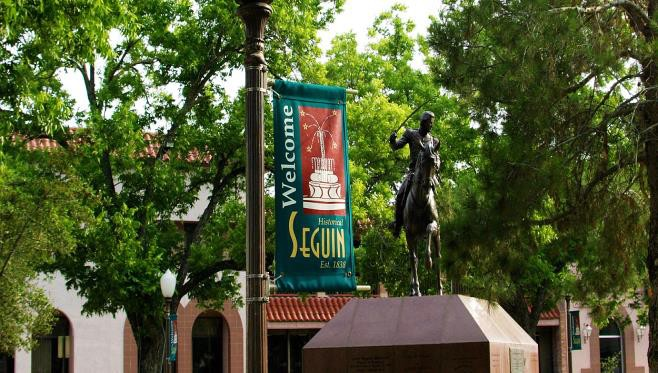 Welcome
Historical
SEGUIN
Est. 1838